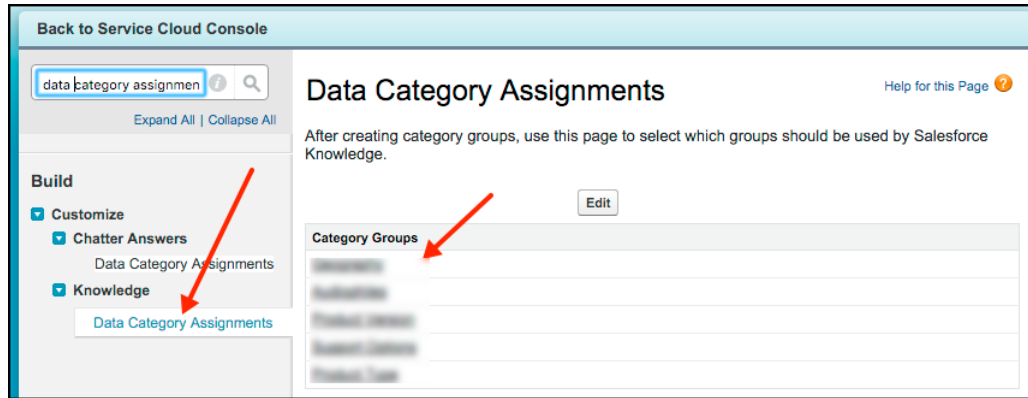 Back to Service Cloud Console
data category assignmen
Expand All | Collapse All
Build
Customize
Chatter Answers
Data Category Assignments
Knowledge
Data Category Assignments
Data Category Assignments
Help for this Page
After creating category groups, use this page to select which groups should be used by Salesforce
Knowledge.
Edit
Category Groups